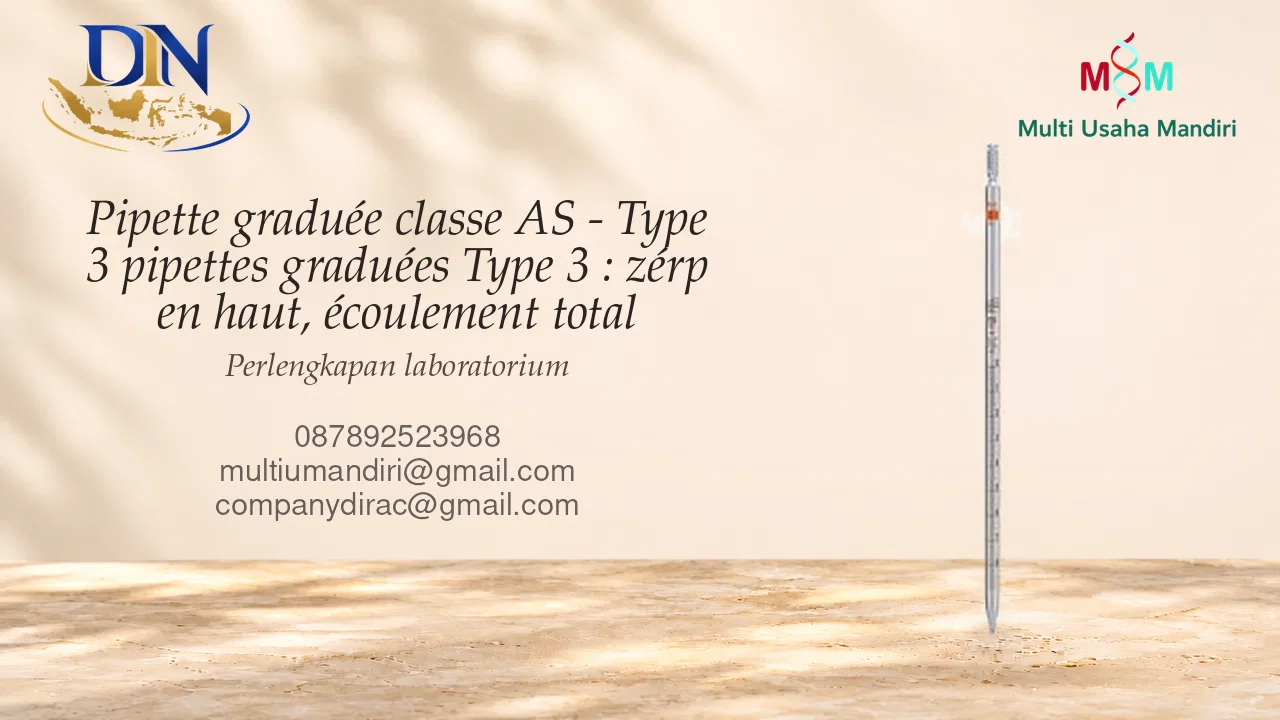 DIN
MSM
Multi Usaha Mandiri
Pipette graduée classe AS - Type
3 pipettes graduées Type 3 : zérp
en haut, écoulement total
Perlengkapan laboratorium
087892523968
multiumandiri@gmail.com
companydirac@gmail.com